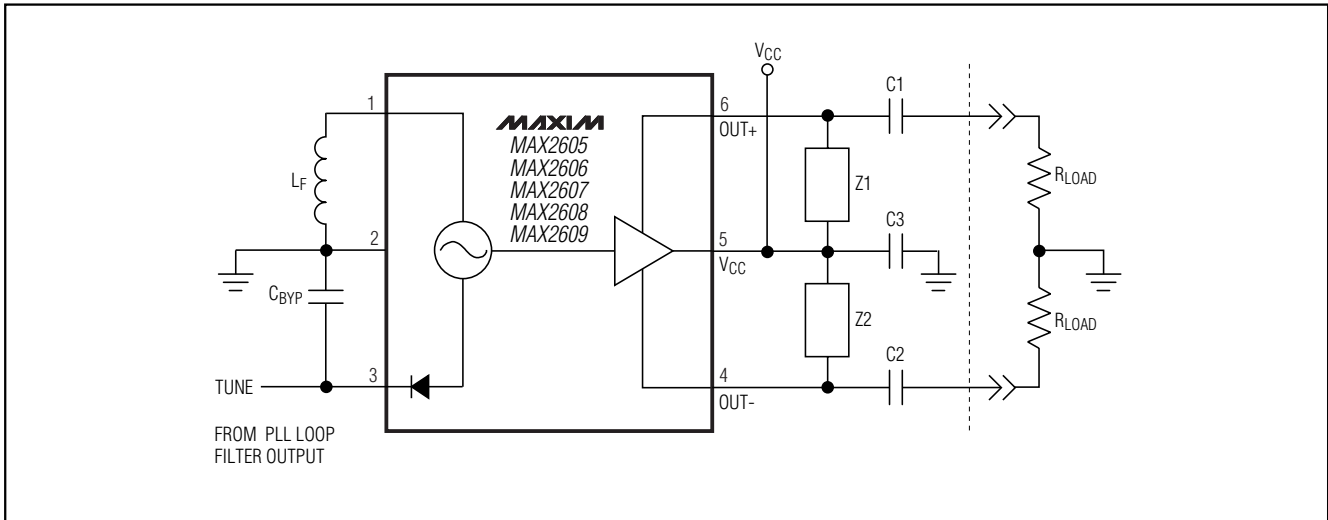 VCC
C1
1
6
OUT+
MAXIM
MAX2605
MAX2606
MAX2607
MAX2608
MAX2609
LF
Z1
RLOAD
C3
2
5
VCC
CBYP
Z2
RLOAD
C2
TUNE
3
4
OUT-
FROM PLL LOOP
FILTER OUTPUT